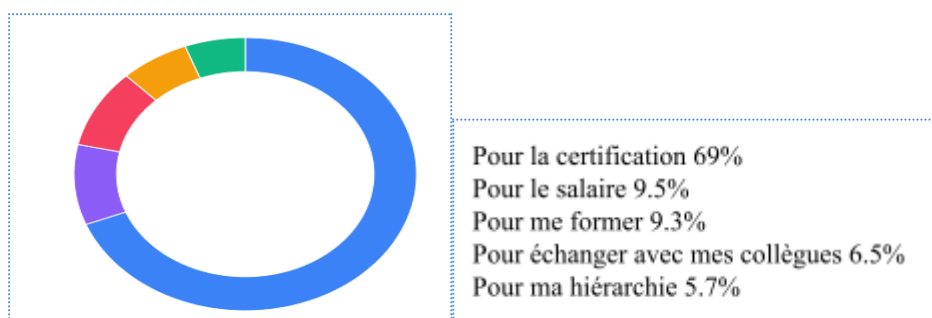 Pour la certification 69%
Pour le salaire 9.5%
Pour me former 9.3%
Pour échanger avec mes collègues 6.5%
Pour ma hiérarchie 5.7%